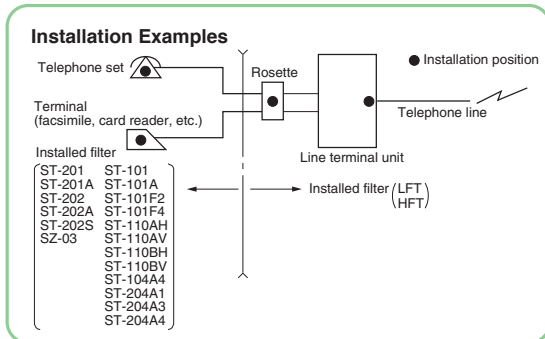 Installation Examples
Telephone set
Rosette
● Installation position
Terminal
(facsimile, card reader, etc.)
Telephone line
Line terminal unit
Installed filter
ST-201 ST-101
ST-201A ST-101A
ST-202 ST-101F2
ST-202A ST-101F4
ST-202S ST-110AH
SZ-03 ST-110AV
ST-110BH
ST-110BV
ST-104A4
ST-204A1
ST-204A3
ST-204A4
Installed filter (LFT
HFT)